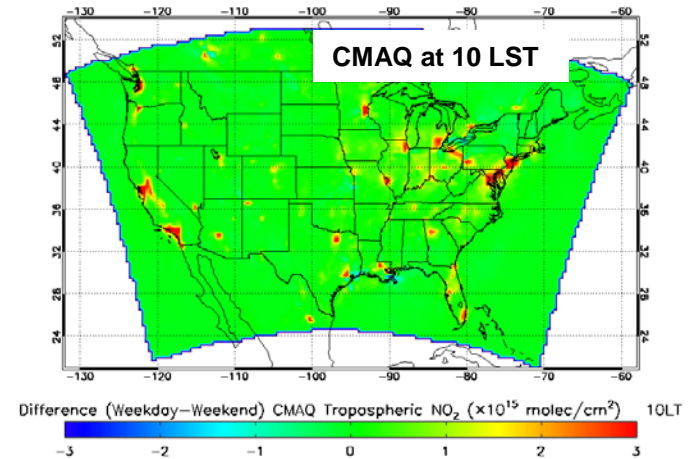 -130 -120 -110 -100 -90 -80 -70 -60
CMAQ at 10 LST
52 52
48 48
44 44
40 40
36 36
32 32
28 28
24 24
-130 -120 -110 -100 -90 -80 -70 -60
Difference (Weekday-Weekend) CMAQ Tropospheric NO₂ (×10¹⁵ molec/cm²) 10LT
-3 -2 -1 0 1 2 3